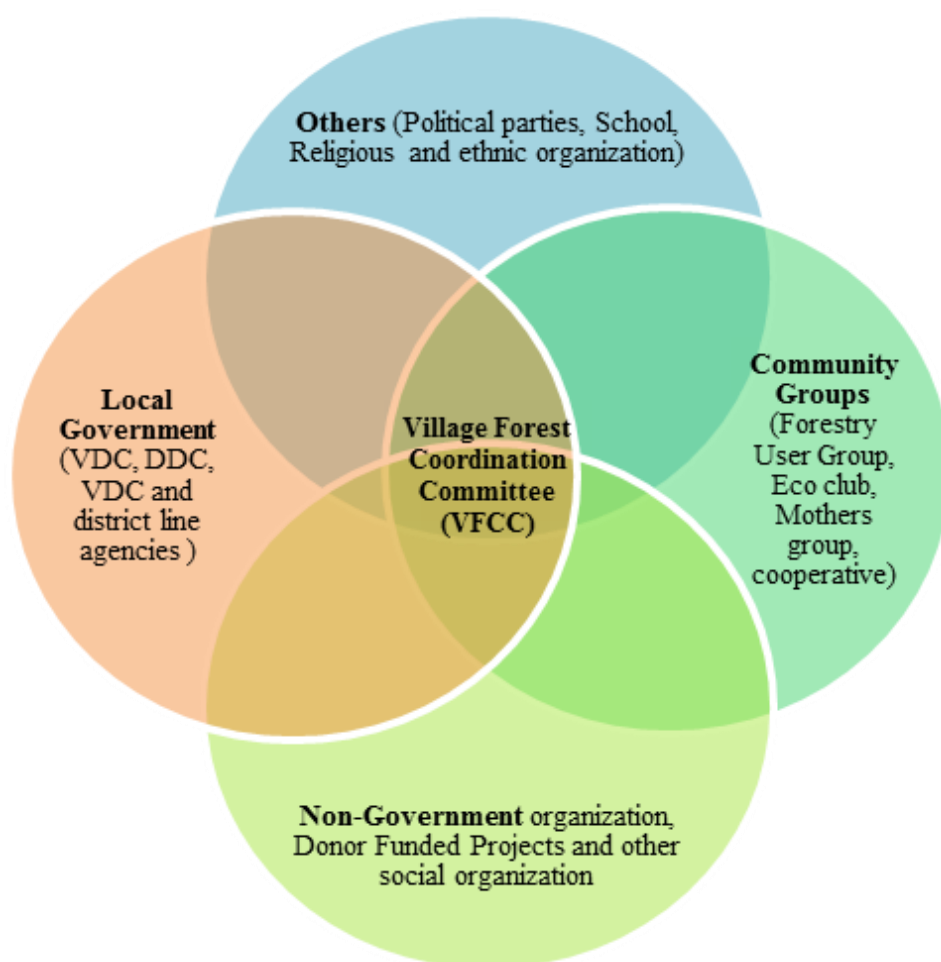 Others (Political parties, School,
Religious and ethnic organization)
Local
Government
(VDC, DDC,
VDC and
district line
agencies )
Village Forest
Coordination
Committee
(VFCC)
Community
Groups
(Forestry
User Group,
Eco club,
Mothers
group,
cooperative)
Non-Government organization,
Donor Funded Projects and other
social organization